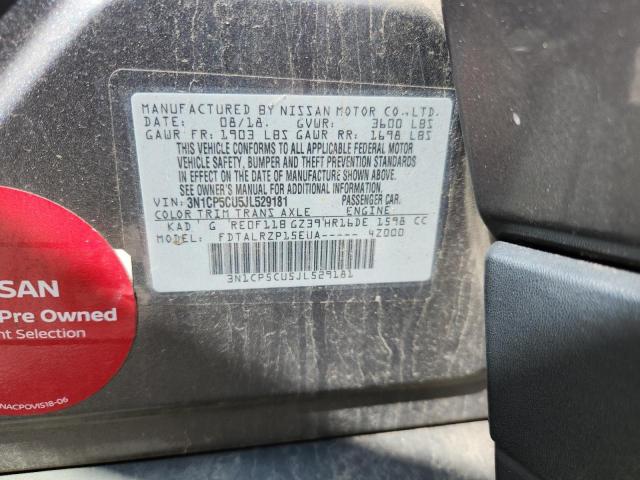 MANUFACTURED BY NISSAN MOTOR CO.,LTD.
DATE: 08/18. GVWR: 3600 LBS
GAWR FR: 1903 LBS GAWR RR: 1698 LBS
THIS VEHICLE CONFORMS TO ALL APPLICABLE FEDERAL MOTOR
VEHICLE SAFETY, BUMPER AND THEFT PREVENTION STANDARDS
IN EFFECT ON THE DATE OF MANUFACTURE SHOWN ABOVE.
SEE OWNER'S MANUAL FOR ADDITIONAL INFORMATION.
VIN: 3N1CP5CU5JL529181 PASSENGER CAR.
COLOR TRIM TRANS AXLE ENGINE
KAD G RE0F11B GZ39 HR16DE 1598 CC
MODEL: FDTALRZP15EUA----- 4Z000
3N1CP5CU5JL529181
SSAN
Pre Owned
nt Selection
NACPOVIS18-06